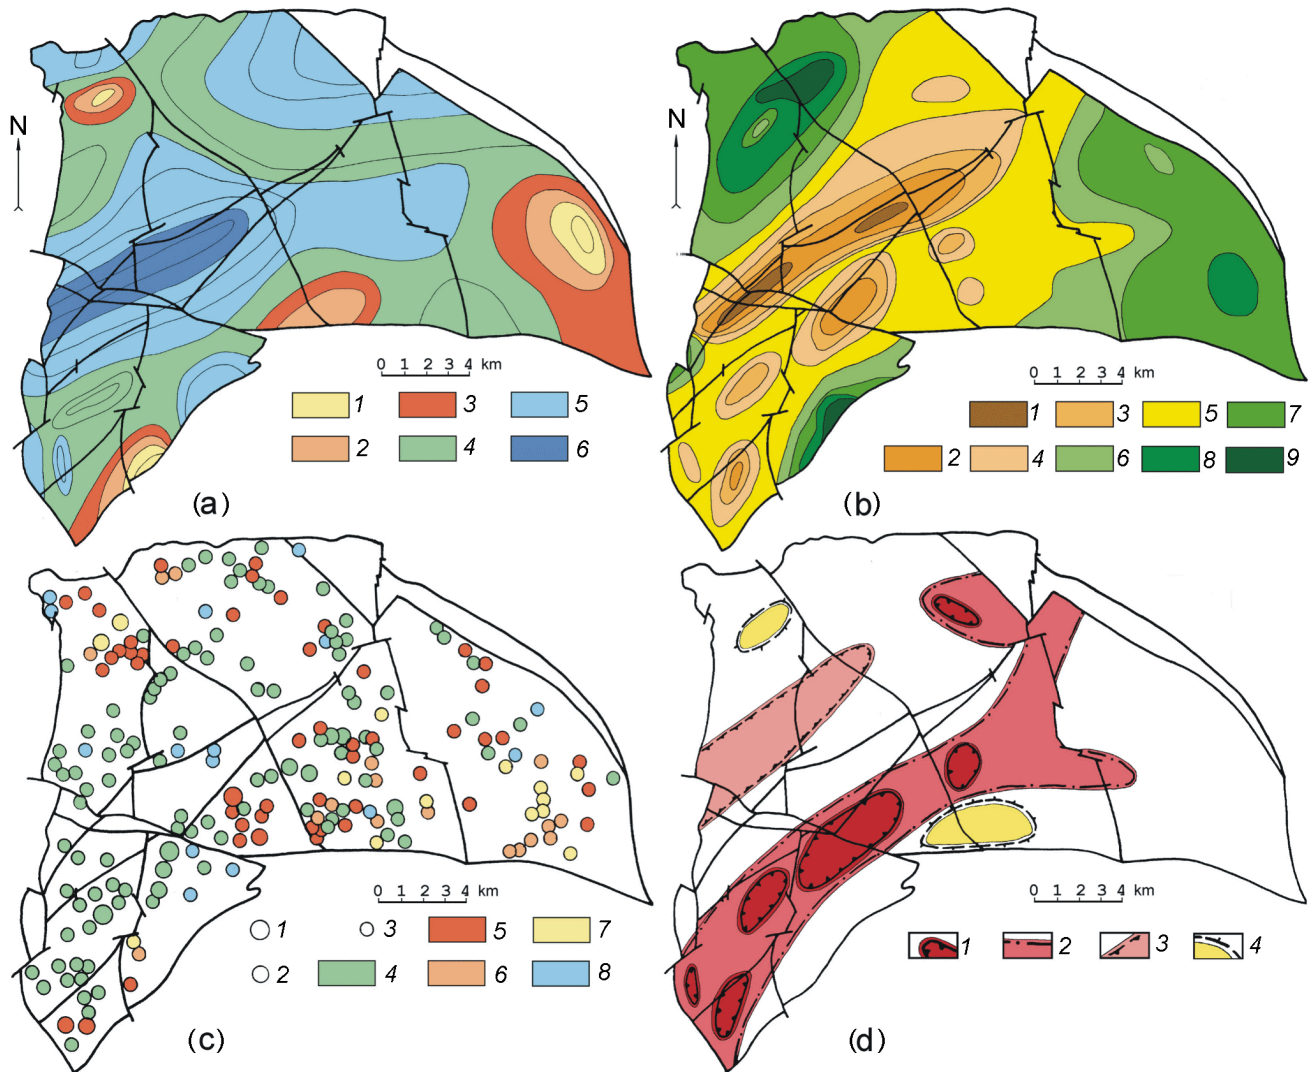 N
N
0 1 2 3 4 km
1 3 5
2 4 6
(a)
0 1 2 3 4 km
1 3 5 7
2 4 6 8 9
(b)
0 1 2 3 4 km
1 3 5 7
2 4 6 8
(c)
0 1 2 3 4 km
1 2 3 4
(d)